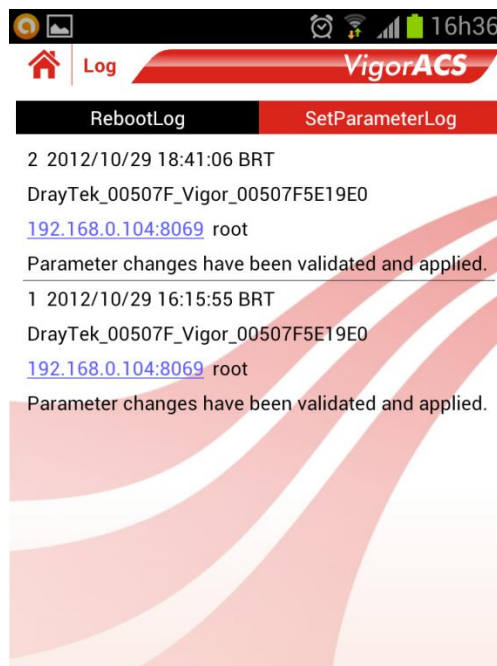 16h36
Log VigorACS
RebootLog SetParameterLog
2 2012/10/29 18:41:06 BRT
DrayTek_00507F_Vigor_00507F5E19E0
192.168.0.104:8069 root
Parameter changes have been validated and applied.
1 2012/10/29 16:15:55 BRT
DrayTek_00507F_Vigor_00507F5E19E0
192.168.0.104:8069 root
Parameter changes have been validated and applied.